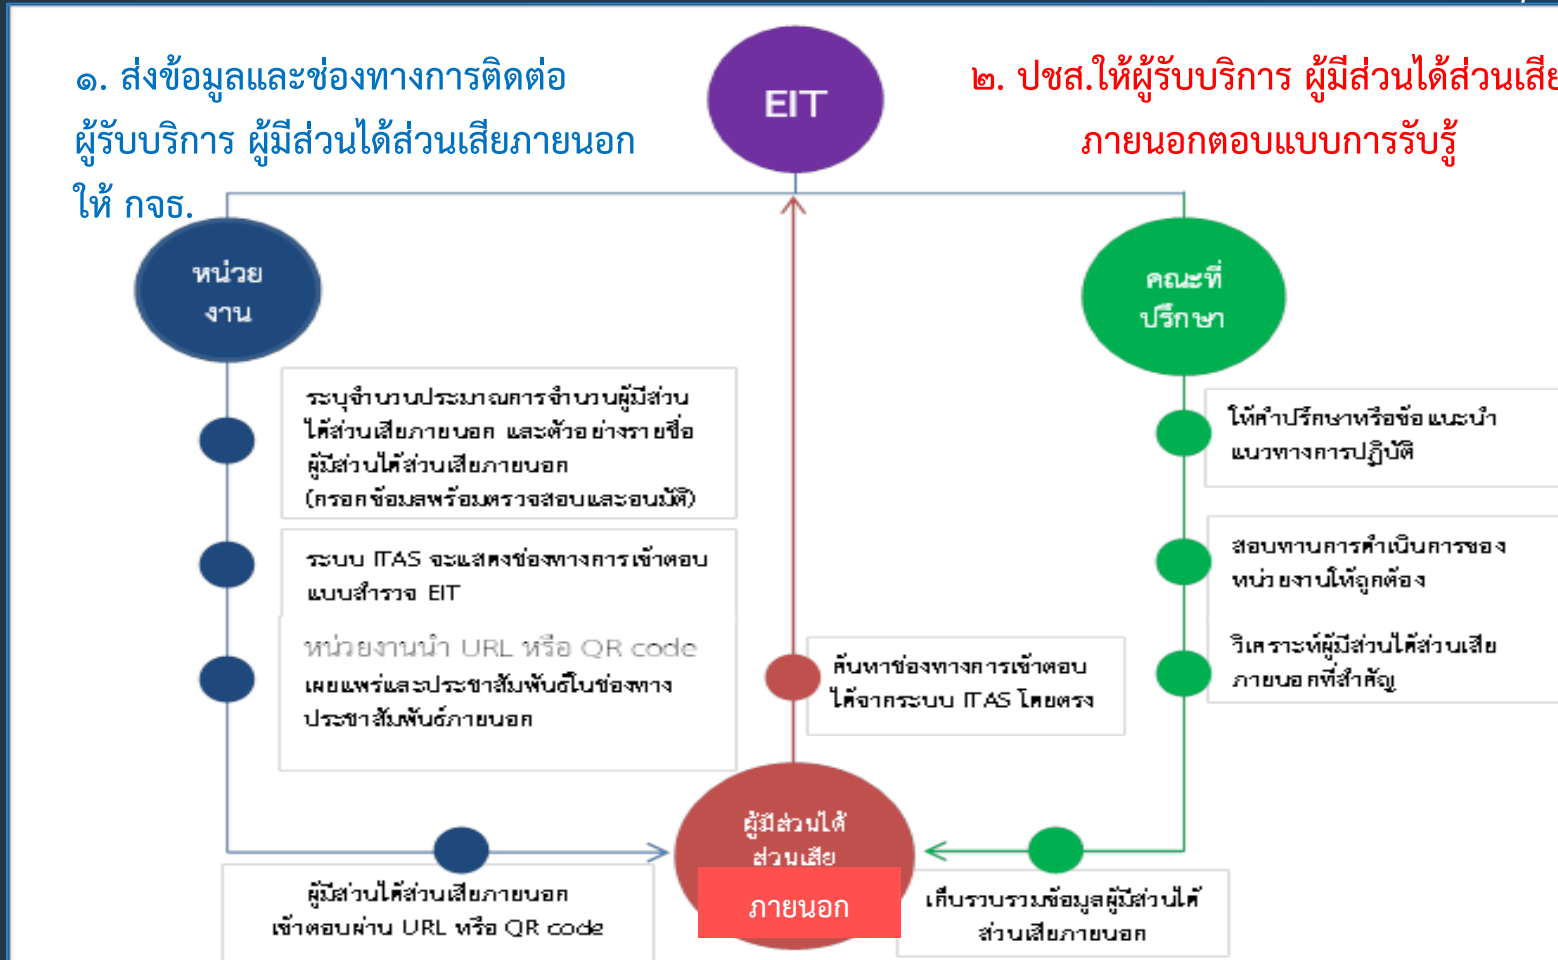 ๑. ส่งข้อมูลและช่องทางการติดต่อ
ผู้รับบริการ ผู้มีส่วนได้ส่วนเสียภายนอก
ให้ กจธ.
EIT
๒. ปชส.ให้ผู้รับบริการ ผู้มีส่วนได้ส่วนเสีย
ภายนอกตอบแบบการรับรู้
หน่วย
งาน
คณะที่
ปรึกษา
ระบุจำนวนประมาณการจำนวนผู้มีส่วน
ได้ส่วนเสียภายนอก และตัวอย่างรายชื่อ
ผู้มีส่วนได้ส่วนเสียภายนอก
(กรอกข้อมูลพร้อมตรวจสอบและอนุมัติ)
ระบบ ITAS จะแสดงช่องทางการเข้าตอบ
แบบสำรวจ EIT
หน่วยงานนำ URL หรือ QR code
เผยแพร่และประชาสัมพันธ์ในช่องทาง
ประชาสัมพันธ์ภายนอก
ผู้มีส่วนได้ส่วนเสียภายนอก
เข้าตอบผ่าน URL หรือ QR code
ค้นหาช่องทางการเข้าตอบ
ได้จากระบบ ITAS โดยตรง
ผู้มีส่วนได้
ส่วนเสีย
ภายนอก
ให้คำปรึกษาหรือข้อแนะนำ
แนวทางการปฏิบัติ
สอบทานการดำเนินการของ
หน่วยงานให้ถูกต้อง
วิเคราะห์ผู้มีส่วนได้ส่วนเสีย
ภายนอกที่สำคัญ
เก็บรวบรวมข้อมูลผู้มีส่วนได้
ส่วนเสียภายนอก